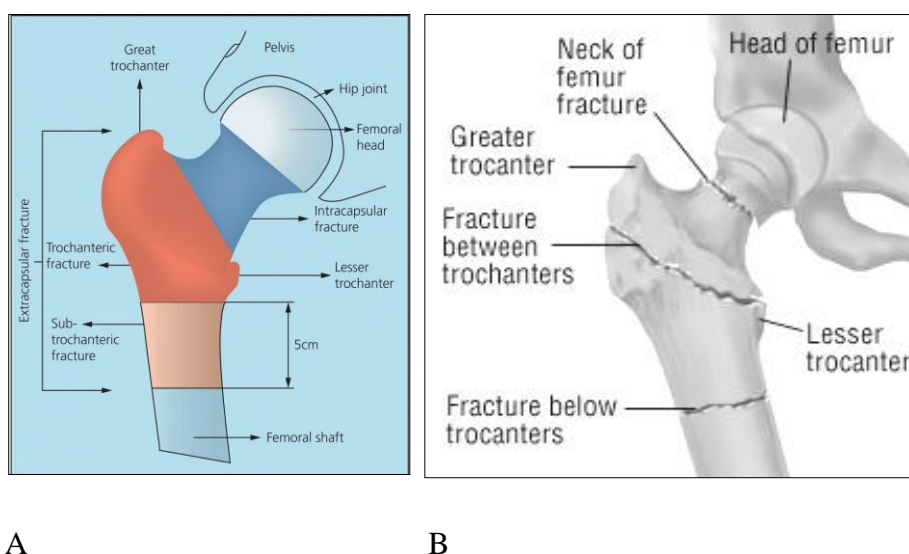 Great
trochanter
Pelvis
Hip joint
Femoral
head
Extracapsular fracture
Intracapsular
fracture
Trochanteric
fracture
Lesser
trochanter
Sub-
trochanteric
fracture
5cm
Femoral shaft
A
Neck of
femur
fracture
Head of femur
Greater
trocanter
Fracture
between
trochanters
Lesser
trocanter
Fracture below
trocanters
B